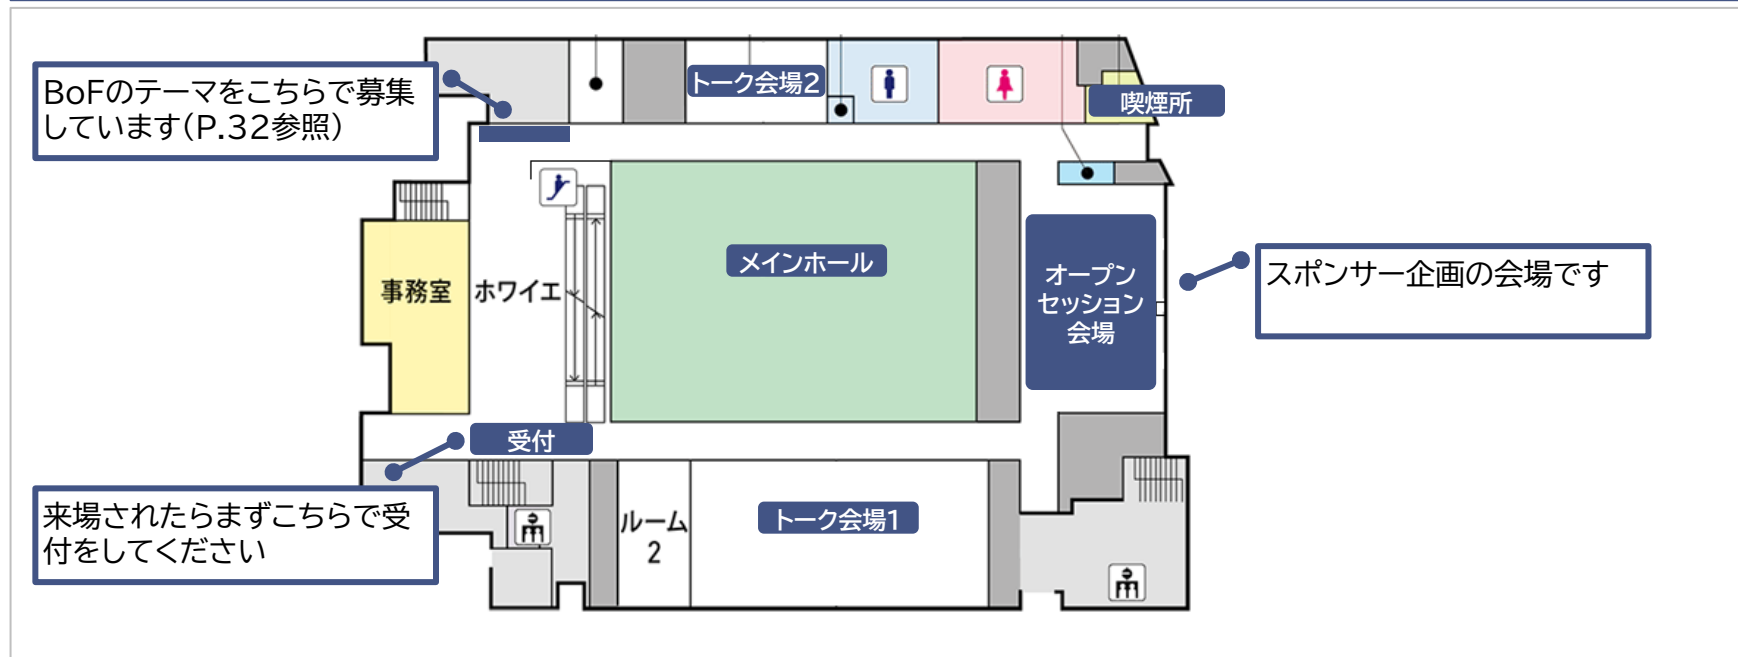 BoFのテーマをこちらで募集
しています(P.32参照)
トーク会場2
喫煙所
メインホール
オープン
セッション
会場
スポンサー企画の会場です
事務室
ホワイエ
受付
来場されたらまずこちらで受
付をしてください
ルーム
2
トーク会場1